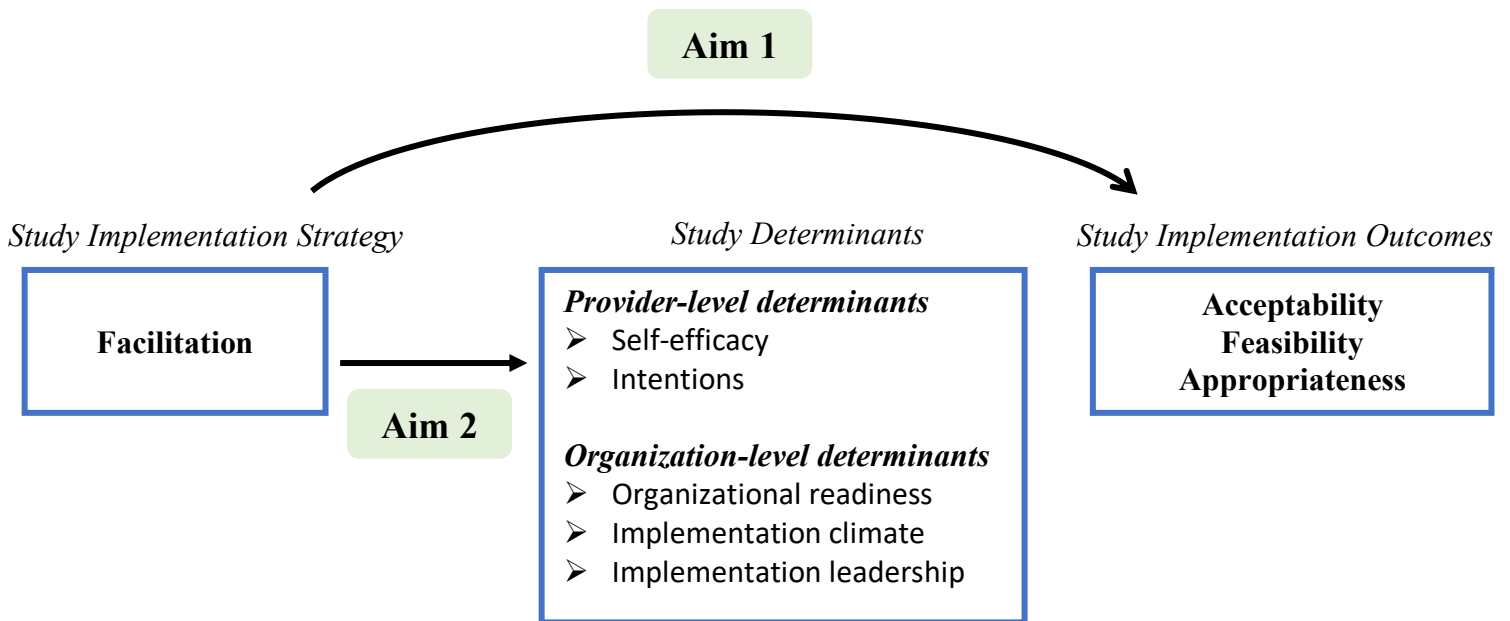 Aim 1
Study Implementation Strategy
Facilitation
Aim 2
Study Determinants
Provider-level determinants
➢ Self-efficacy
➢ Intentions
Organization-level determinants
➢ Organizational readiness
➢ Implementation climate
➢ Implementation leadership
Study Implementation Outcomes
Acceptability
Feasibility
Appropriateness